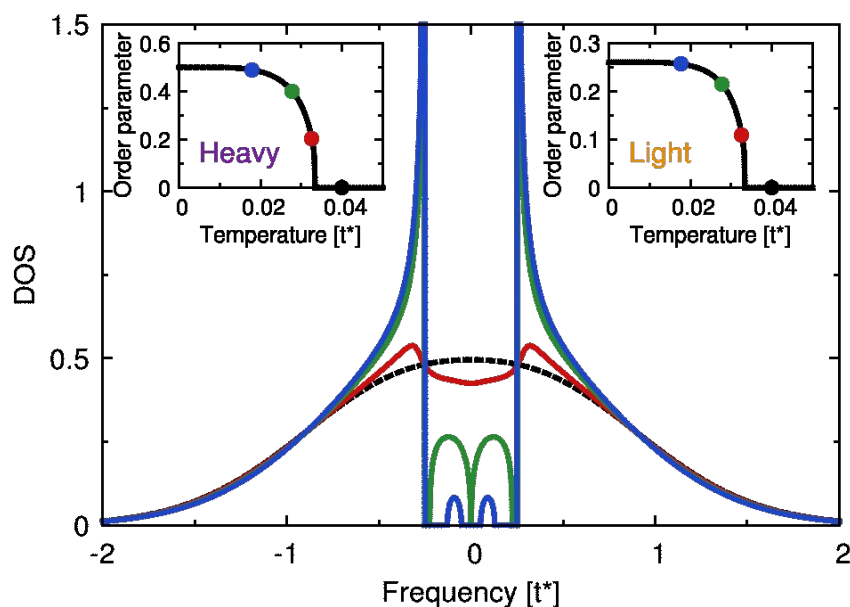 1.5
1
0.5
0
DOS
-2
-1
0
1
2
Frequency [t*]
0.6
0.4
0.2
0
Order parameter
Heavy
0
0.02
0.04
Temperature [t*]
0.3
0.2
0.1
0
Order parameter
Light
0
0.02
0.04
Temperature [t*]